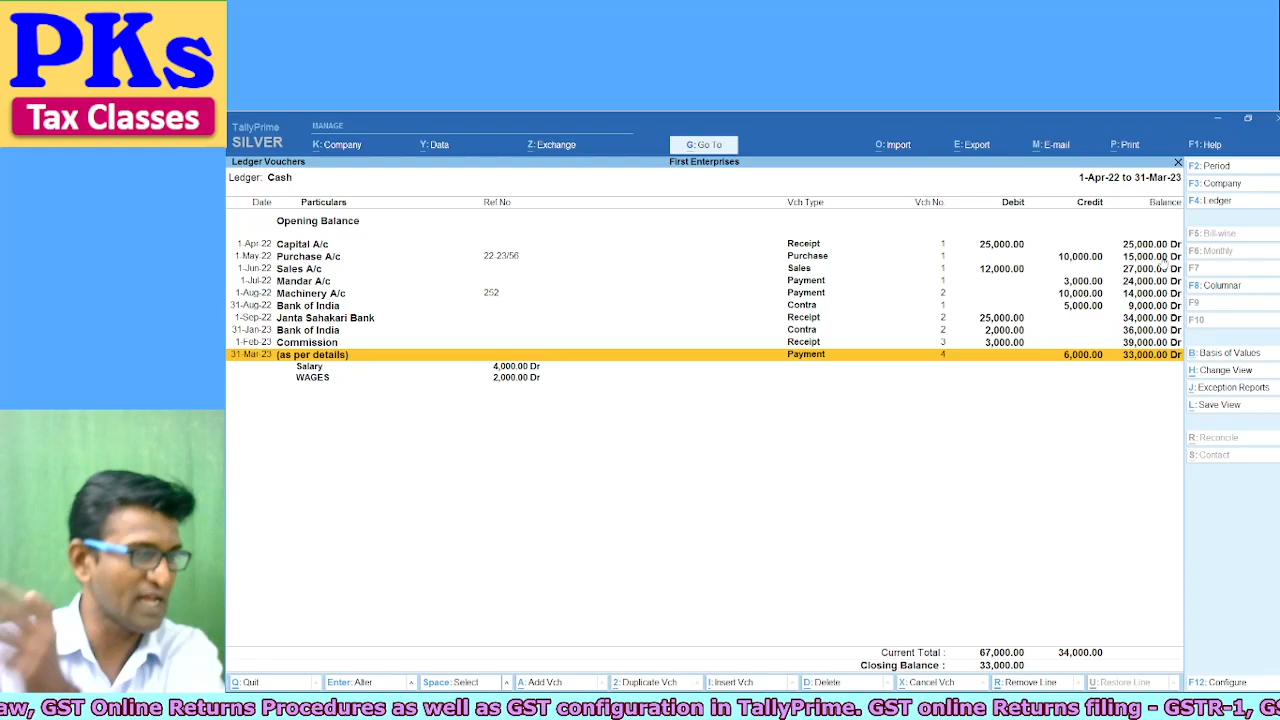 PKs
Tax Classes
TallyPrime
SILVER
MANAGE
K: Company
Y: Data
Z: Exchange
G: Go To
O: Import
E: Export
M: E-mail
P: Print
F1: Help
Ledger Vouchers First Enterprises
Ledger: Cash 1-Apr-22 to 31-Mar-23
Date Particulars Ref No Vch Type Vch No. Debit Credit Balance
Opening Balance
1-Apr-22 Capital A/c Receipt 1 25,000.00 25,000.00 Dr
1-May-22 Purchase A/c 22.23/56 Purchase 1 10,000.00 15,000.00 Dr
1-Jun-22 Sales A/c Sales 1 12,000.00 27,000.00 Dr
1-Jul-22 Mandar A/c Payment 1 3,000.00 24,000.00 Dr
1-Aug-22 Machinery A/c 252 Payment 2 10,000.00 14,000.00 Dr
31-Aug-22 Bank of India Contra 1 5,000.00 9,000.00 Dr
1-Sep-22 Janta Sahakari Bank Receipt 2 25,000.00 34,000.00 Dr
31-Jan-23 Bank of India Contra 2 2,000.00 36,000.00 Dr
1-Feb-23 Commission Receipt 3 3,000.00 39,000.00 Dr
31-Mar-23 (as per details) Payment 4 6,000.00 33,000.00 Dr
Salary 4,000.00 Dr
WAGES 2,000.00 Dr
Current Total : 67,000.00 34,000.00
Closing Balance : 33,000.00
F2: Period
F3: Company
F4: Ledger
F5: Bill-wise
F6: Monthly
F7
F8: Columnar
F9
F10
B: Basis of Values
H: Change View
J: Exception Reports
L: Save View
R: Reconcile
S: Contact
Q: Quit
Enter: Alter
Space: Select
A: Add Vch
2: Duplicate Vch
I: Insert Vch
D: Delete
X: Cancel Vch
R: Remove Line
U: Restore Line
F12: Configure
aw, GST Online Returns Procedures as well as GST configuration in TallyPrime. GST online Returns filing - GSTR-1, GS